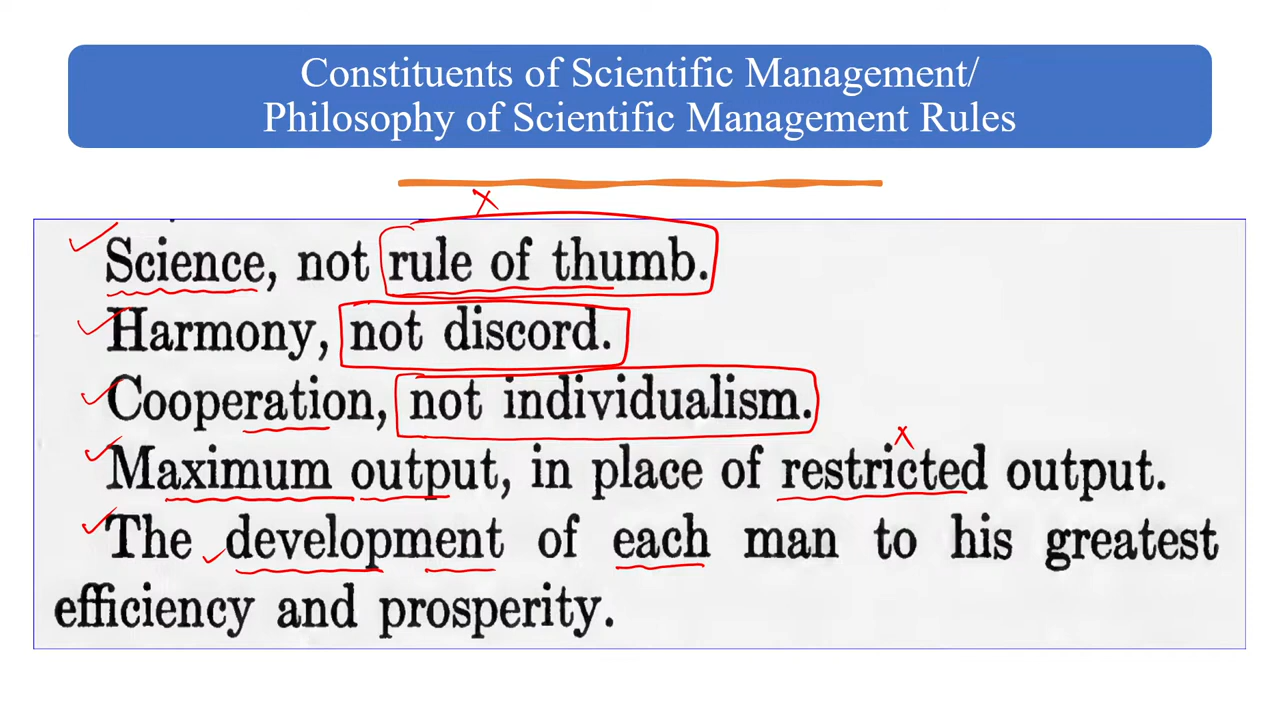 Constituents of Scientific Management/
Philosophy of Scientific Management Rules
x
Science, not rule of thumb.
Harmony, not discord.
Cooperation, not individualism.
x
Maximum output, in place of restricted output.
The development of each man to his greatest
efficiency and prosperity.